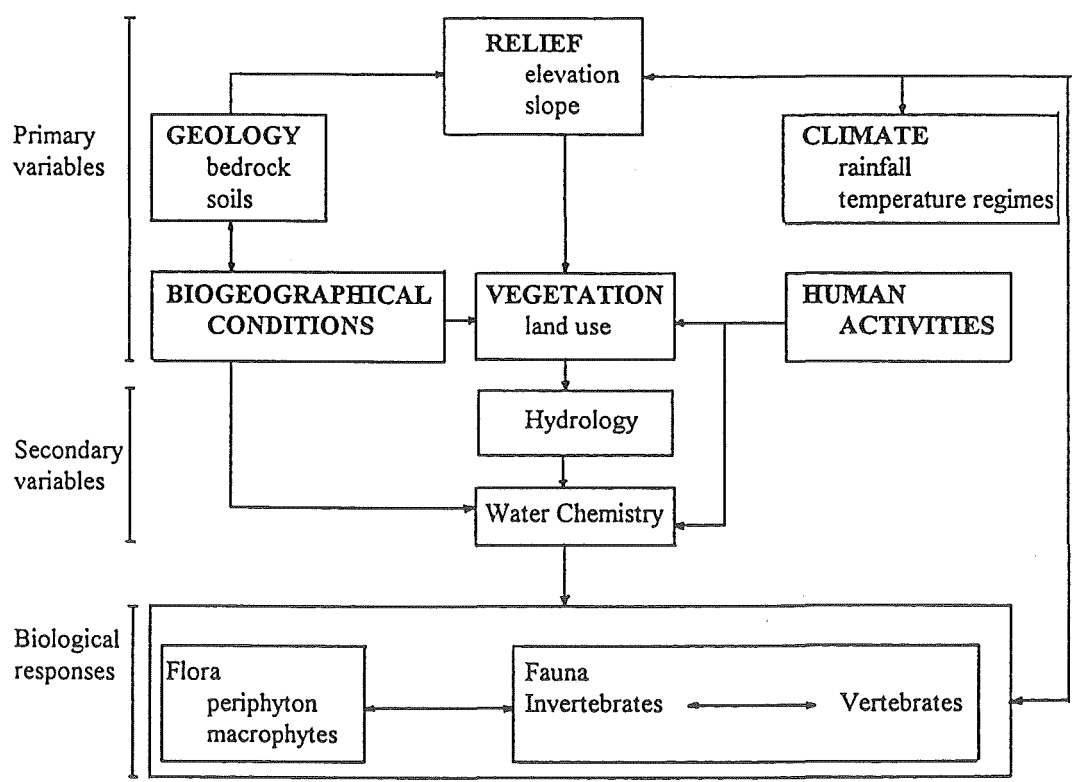 RELIEF
elevation
slope
Primary
variables
GEOLOGY
bedrock
soils
CLIMATE
rainfall
temperature regimes
BIOGEOGRAPHICAL
CONDITIONS
VEGETATION
land use
HUMAN
ACTIVITIES
Secondary
variables
Hydrology
Water Chemistry
Biological
responses
Flora
periphyton
macrophytes
Fauna
Invertebrates
Vertebrates